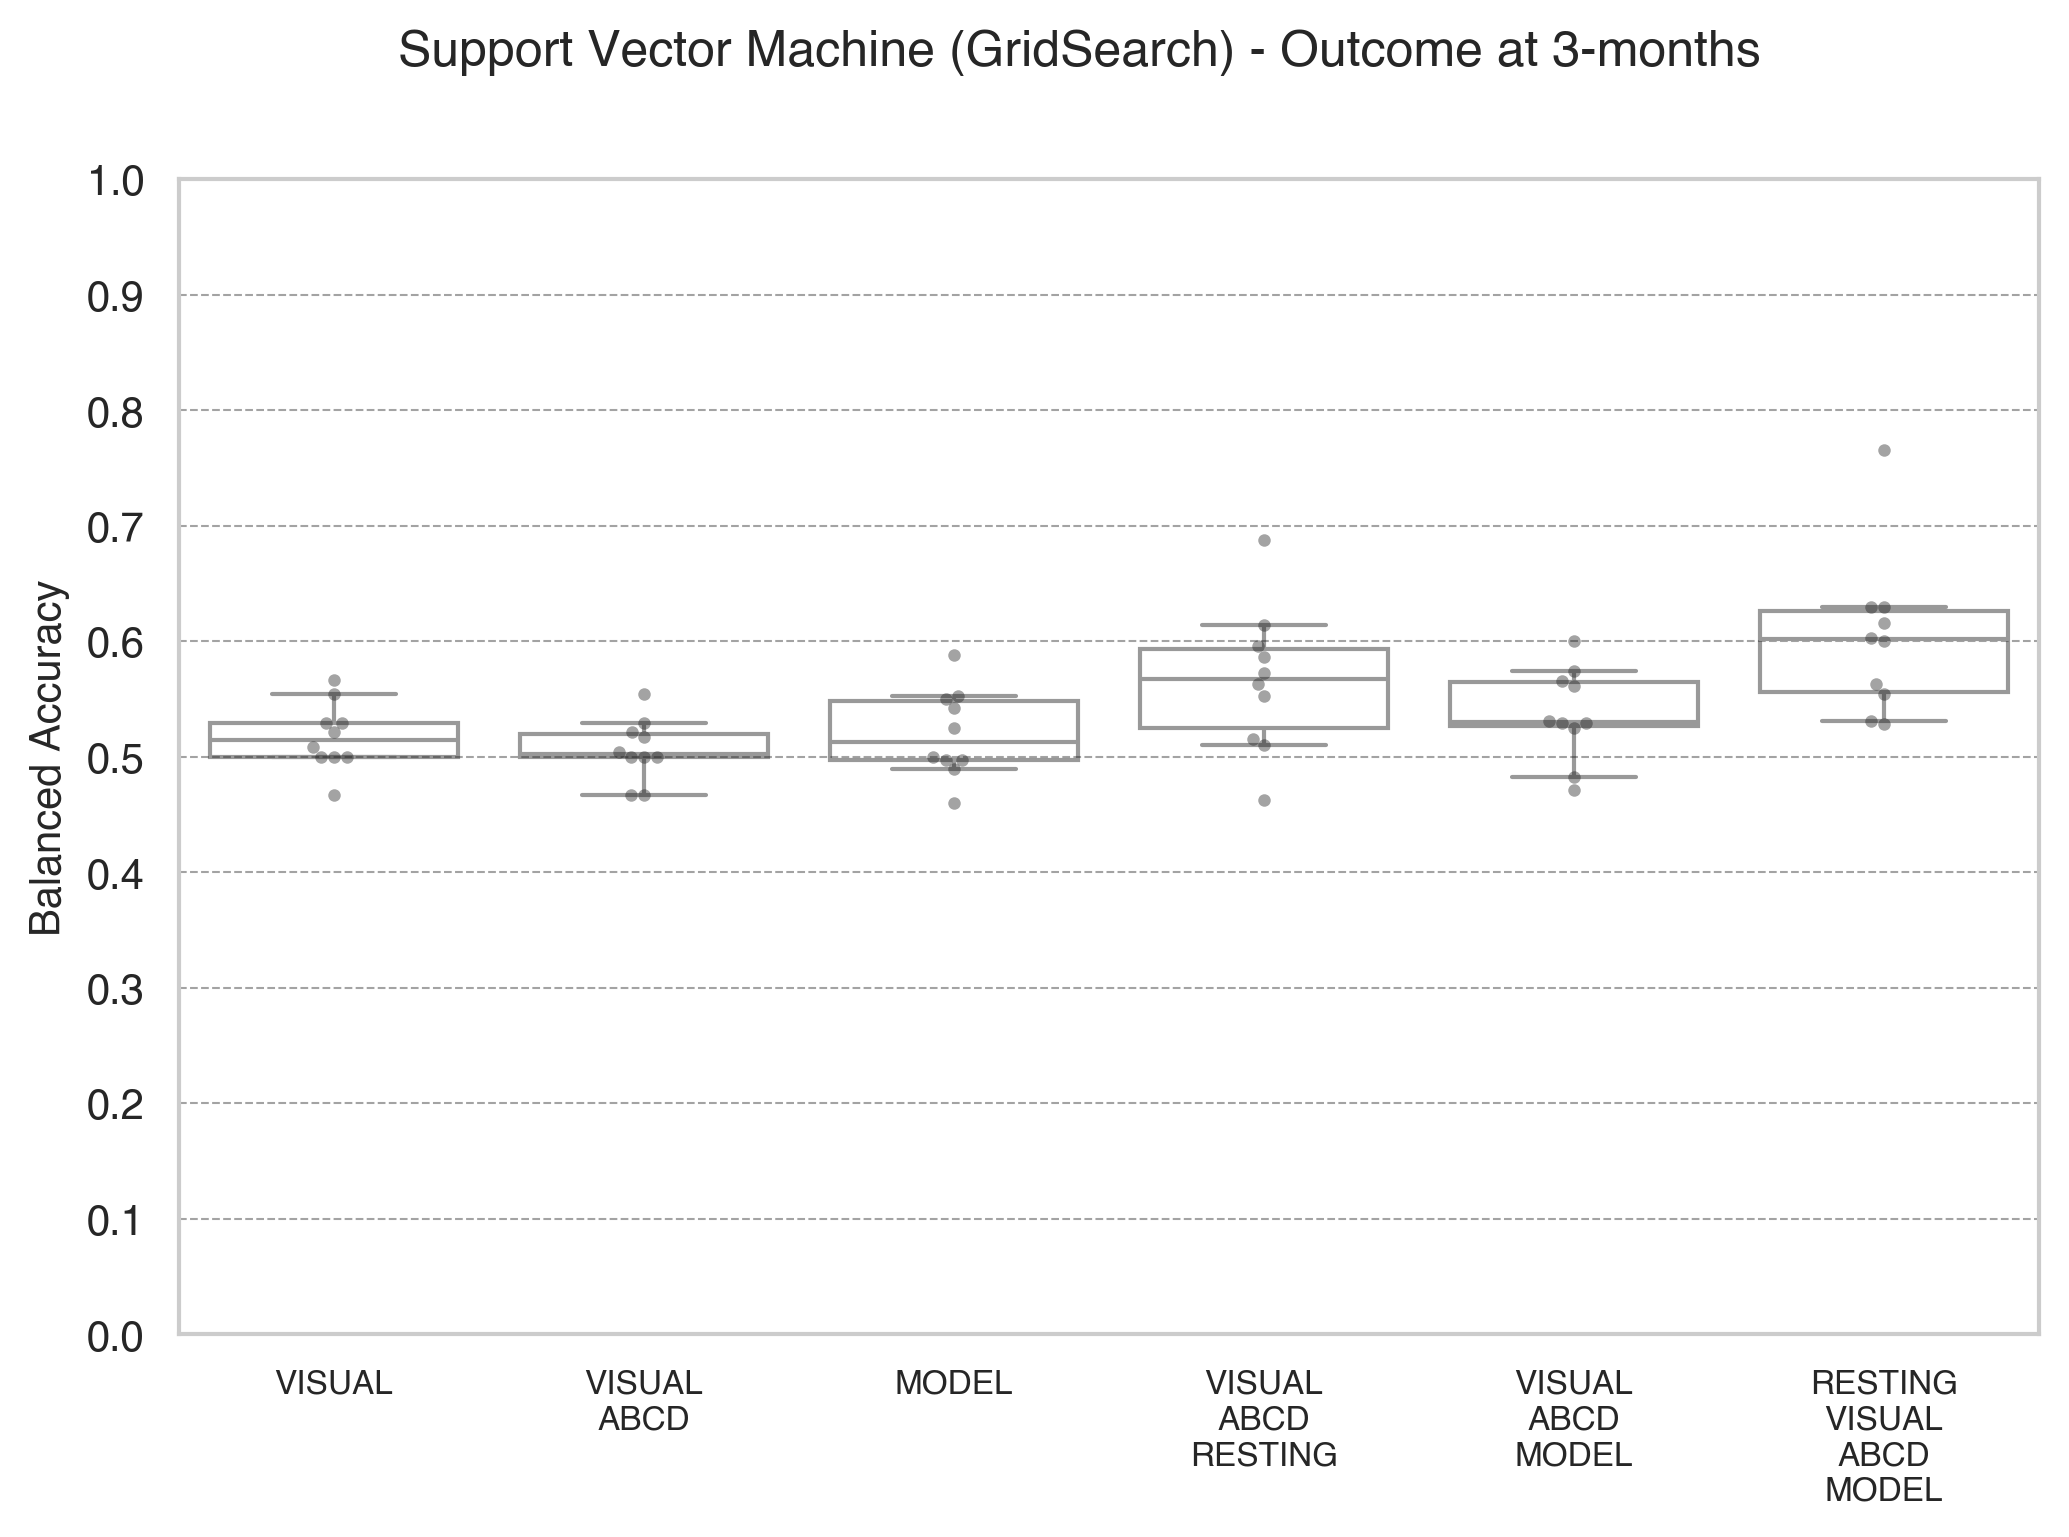 Support Vector Machine (GridSearch) - Outcome at 3-months
Balanced Accuracy
1.0
0.9
0.8
0.7
0.6
0.5
0.4
0.3
0.2
0.1
0.0
VISUAL
VISUAL
ABCD
MODEL
VISUAL
ABCD
RESTING
VISUAL
ABCD
MODEL
RESTING
VISUAL
ABCD
MODEL